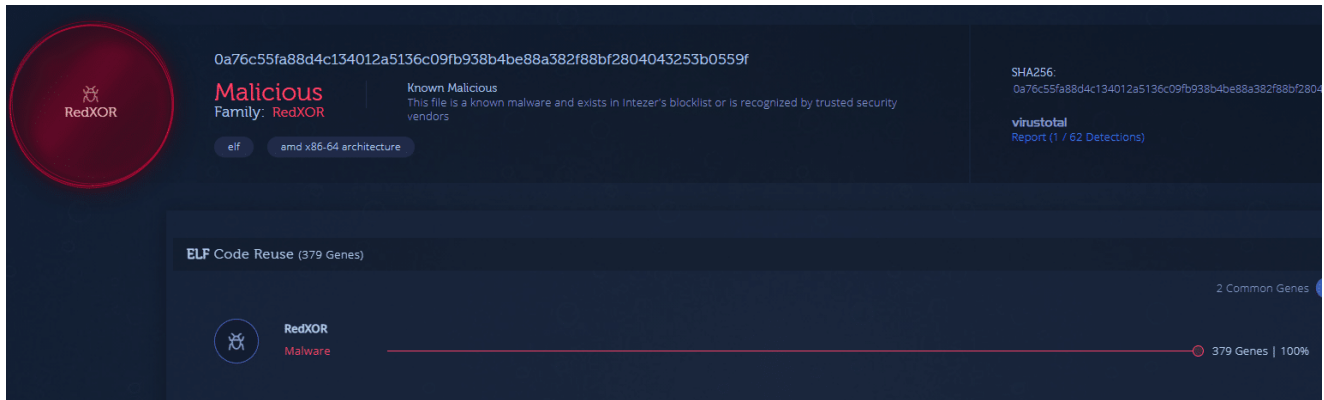 RedXOR
0a76c55fa88d4c134012a5136c09fb938b4be88a382f88bf2804043253b0559f
Malicious
Family: RedXOR
elf
amd x86-64 architecture
Known Malicious
This file is a known malware and exists in Intezer's blocklist or is recognized by trusted security
vendors
SHA256:
0a76c55fa88d4c134012a5136c09fb938b4be88a382f88bf2804
virustotal
Report (1 / 62 Detections)
ELF Code Reuse (379 Genes)
2 Common Genes
RedXOR
Malware
379 Genes | 100%